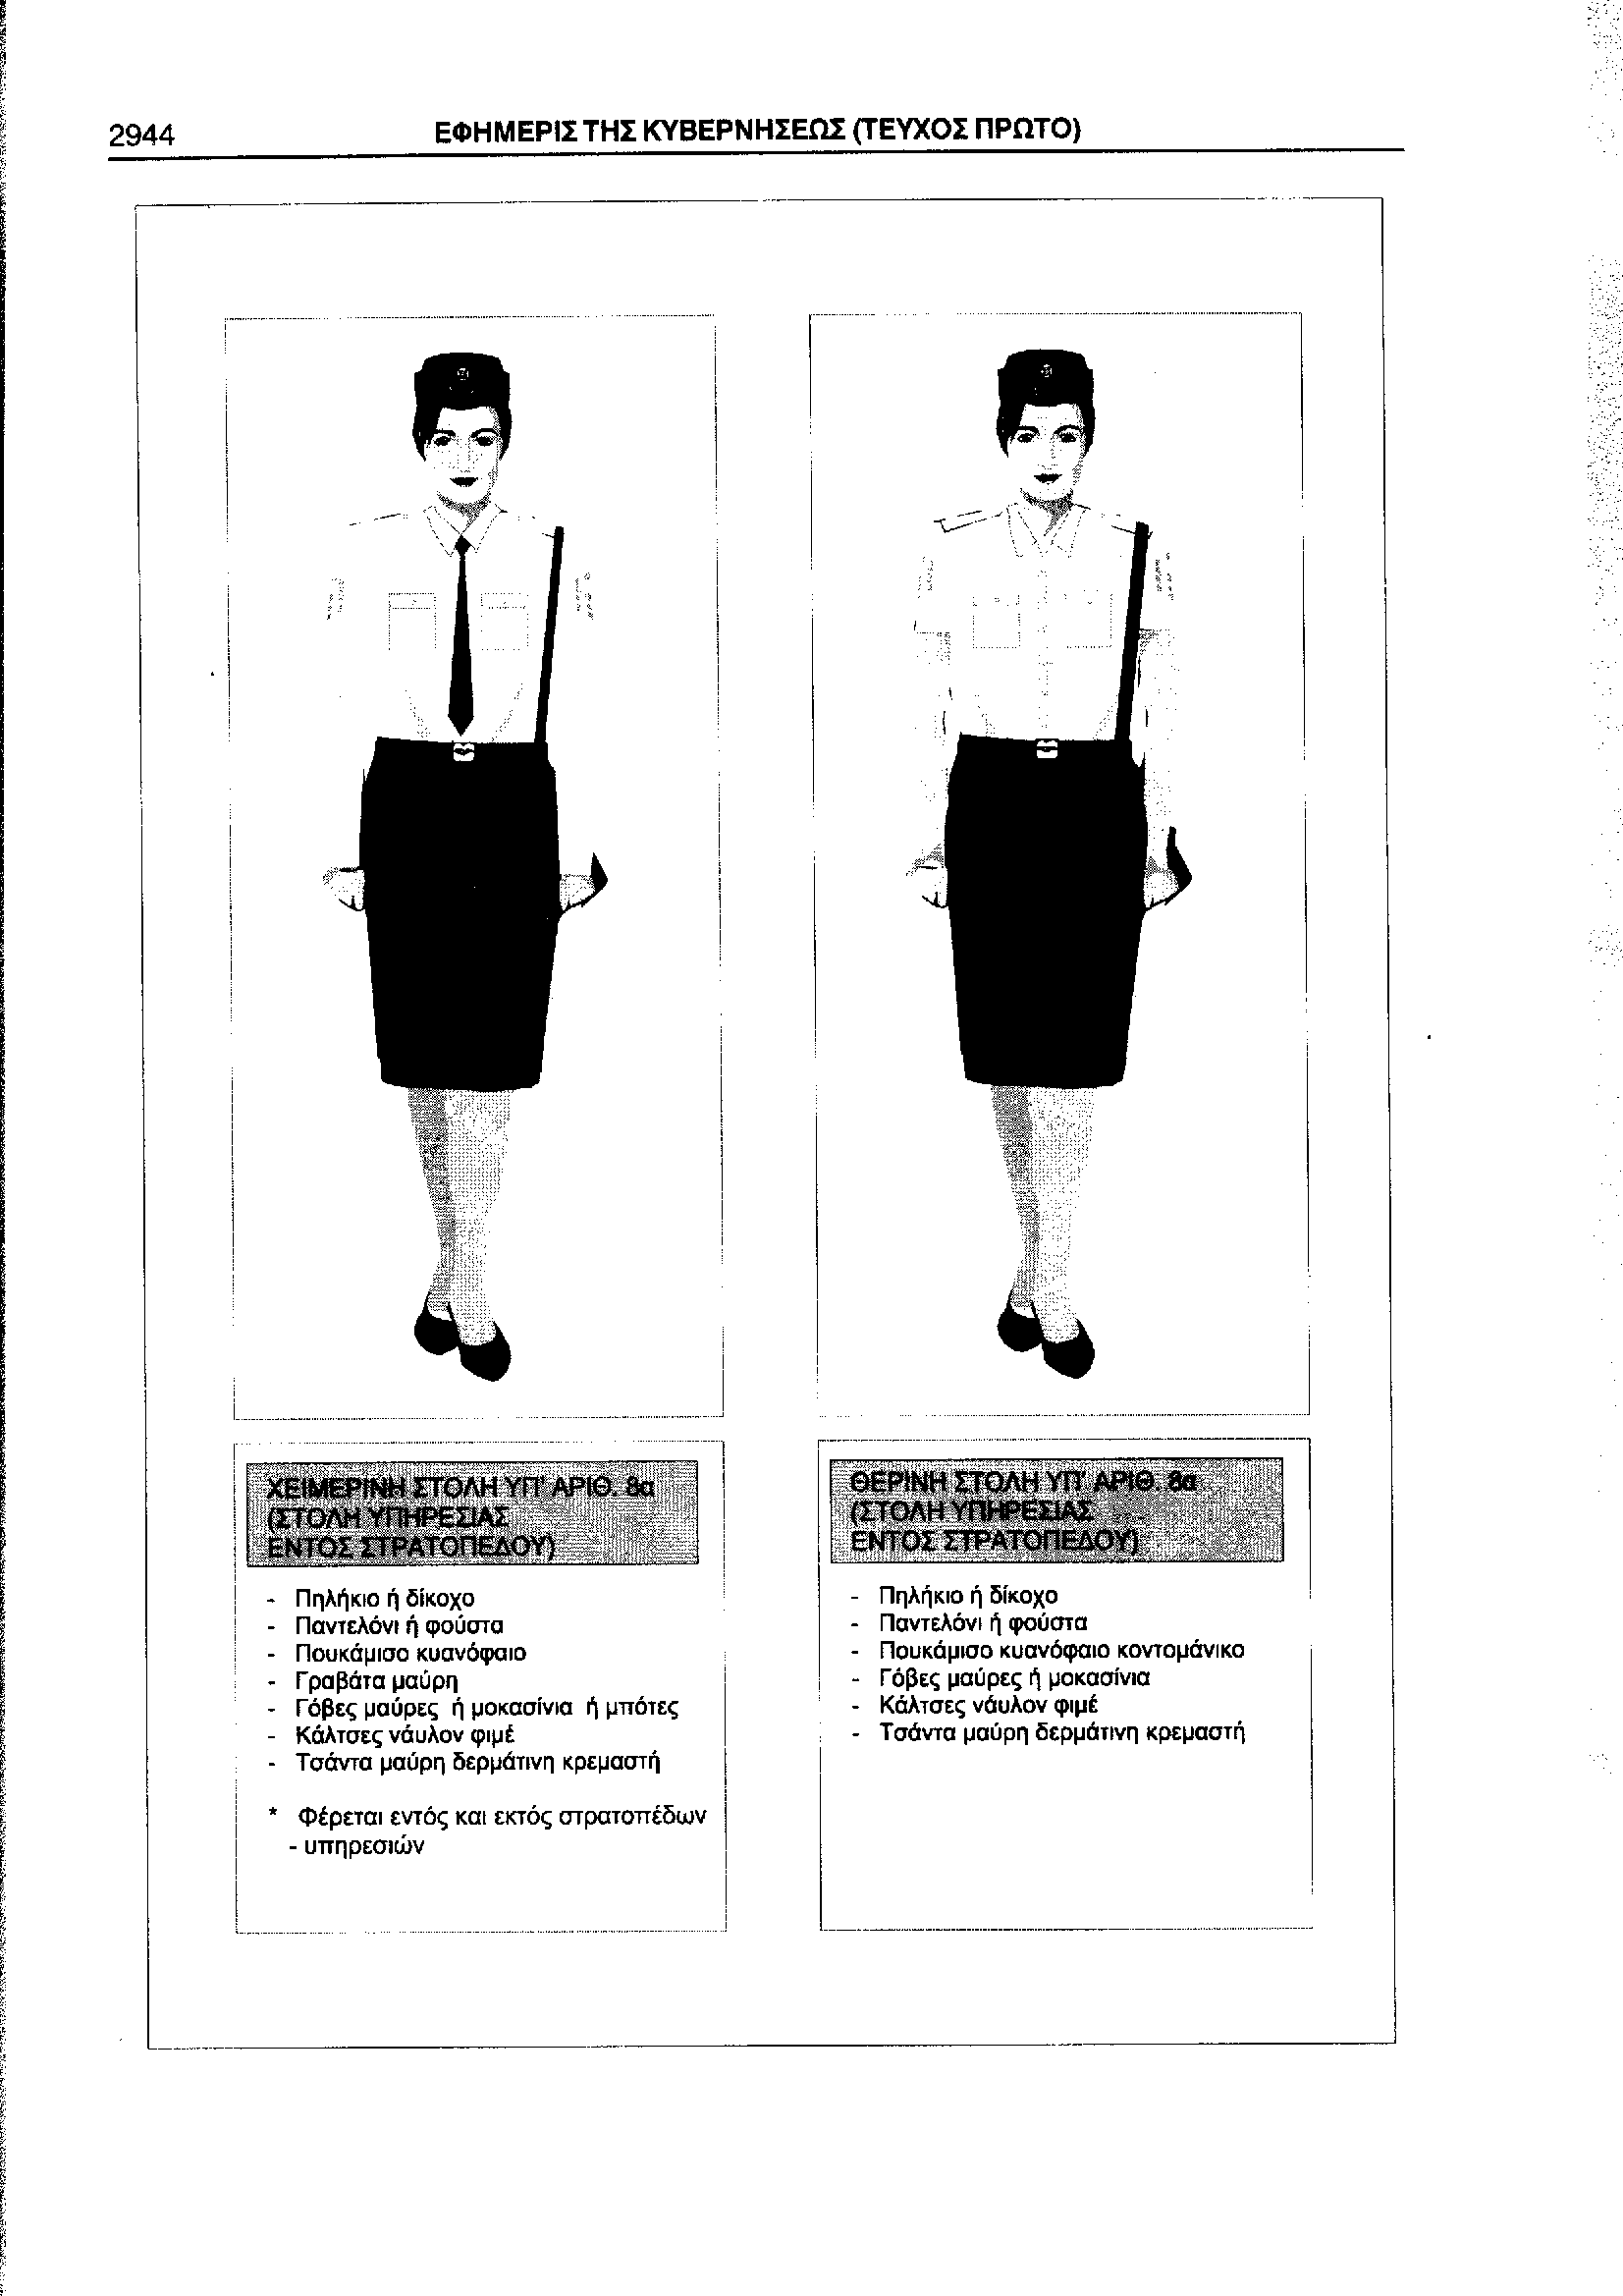 2944
ΕΦΗΜΕΡΙΣ ΤΗΣ ΚΥΒΕΡΝΗΣΕΩΣ (ΤΕΥΧΟΣ ΠΡΩΤΟ)
ΧΕΙΜΕΡΙΝΗ ΣΤΟΛΗ ΥΠ' ΑΡΙΘ. 8α
(ΣΤΟΛΗ ΥΠΗΡΕΣΙΑΣ
ΕΝΤΟΣ ΣΤΡΑΤΟΠΕΔΟΥ)
- Πηλήκιο ή δίκοχο
- Παντελόνι ή φούστα
- Πουκάμισο κυανόφαιο
- Γραβάτα μαύρη
- Γόβες μαύρες ή μοκασίνια ή μπότες
- Κάλτσες νάυλον φιμέ
- Τσάντα μαύρη δερμάτινη κρεμαστή
* Φέρεται εντός και εκτός στρατοπέδων
- υπηρεσιών
ΘΕΡΙΝΗ ΣΤΟΛΗ ΥΠ' ΑΡΙΘ. 8α
(ΣΤΟΛΗ ΥΠΗΡΕΣΙΑΣ
ΕΝΤΟΣ ΣΤΡΑΤΟΠΕΔΟΥ)
- Πηλήκιο ή δίκοχο
- Παντελόνι ή φούστα
- Πουκάμισο κυανόφαιο κοντομάνικο
- Γόβες μαύρες ή μοκασίνια
- Κάλτσες νάυλον φιμέ
- Τσάντα μαύρη δερμάτινη κρεμαστή